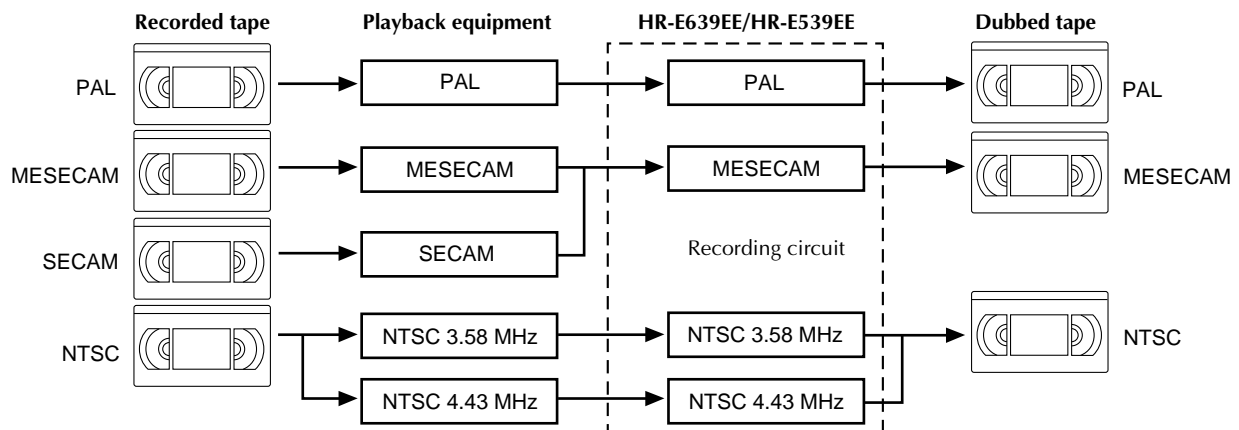 Recorded tape Playback equipment HR-E639EE/HR-E539EE Dubbed tape
PAL PAL PAL PAL
MESECAM MESECAM MESECAM MESECAM
SECAM SECAM Recording circuit
NTSC NTSC 3.58 MHz NTSC 3.58 MHz NTSC
NTSC 4.43 MHz NTSC 4.43 MHz